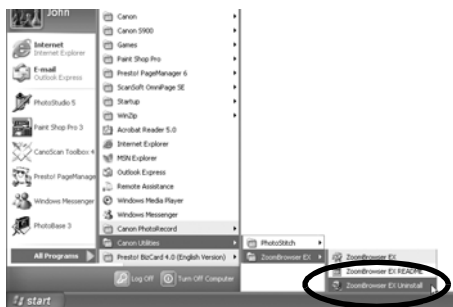 John
Internet
Internet Explorer
E-mail
Outlook Express
PhotoStudio 5
Paint Shop Pro 3
CanoScan Toolbox 4
Presto! PageManage
Windows Messenger
PhotoBase 3
All Programs
Canon
Canon S900
Games
Paint Shop Pro
Presto! PageManager 6
ScanSoft OmniPage SE
Startup
WinZip
Acrobat Reader 5.0
Internet Explorer
MSN Explorer
Outlook Express
Remote Assistance
Windows Media Player
Windows Messenger
Canon PhotoRecord
Canon Utilities
Presto! BizCard 4.0 (English Version)
PhotoStitch
ZoomBrowser EX
ZoomBrowser EX
ZoomBrowser EX README
ZoomBrowser EX Uninstall
Log Off
Turn Off Computer
start